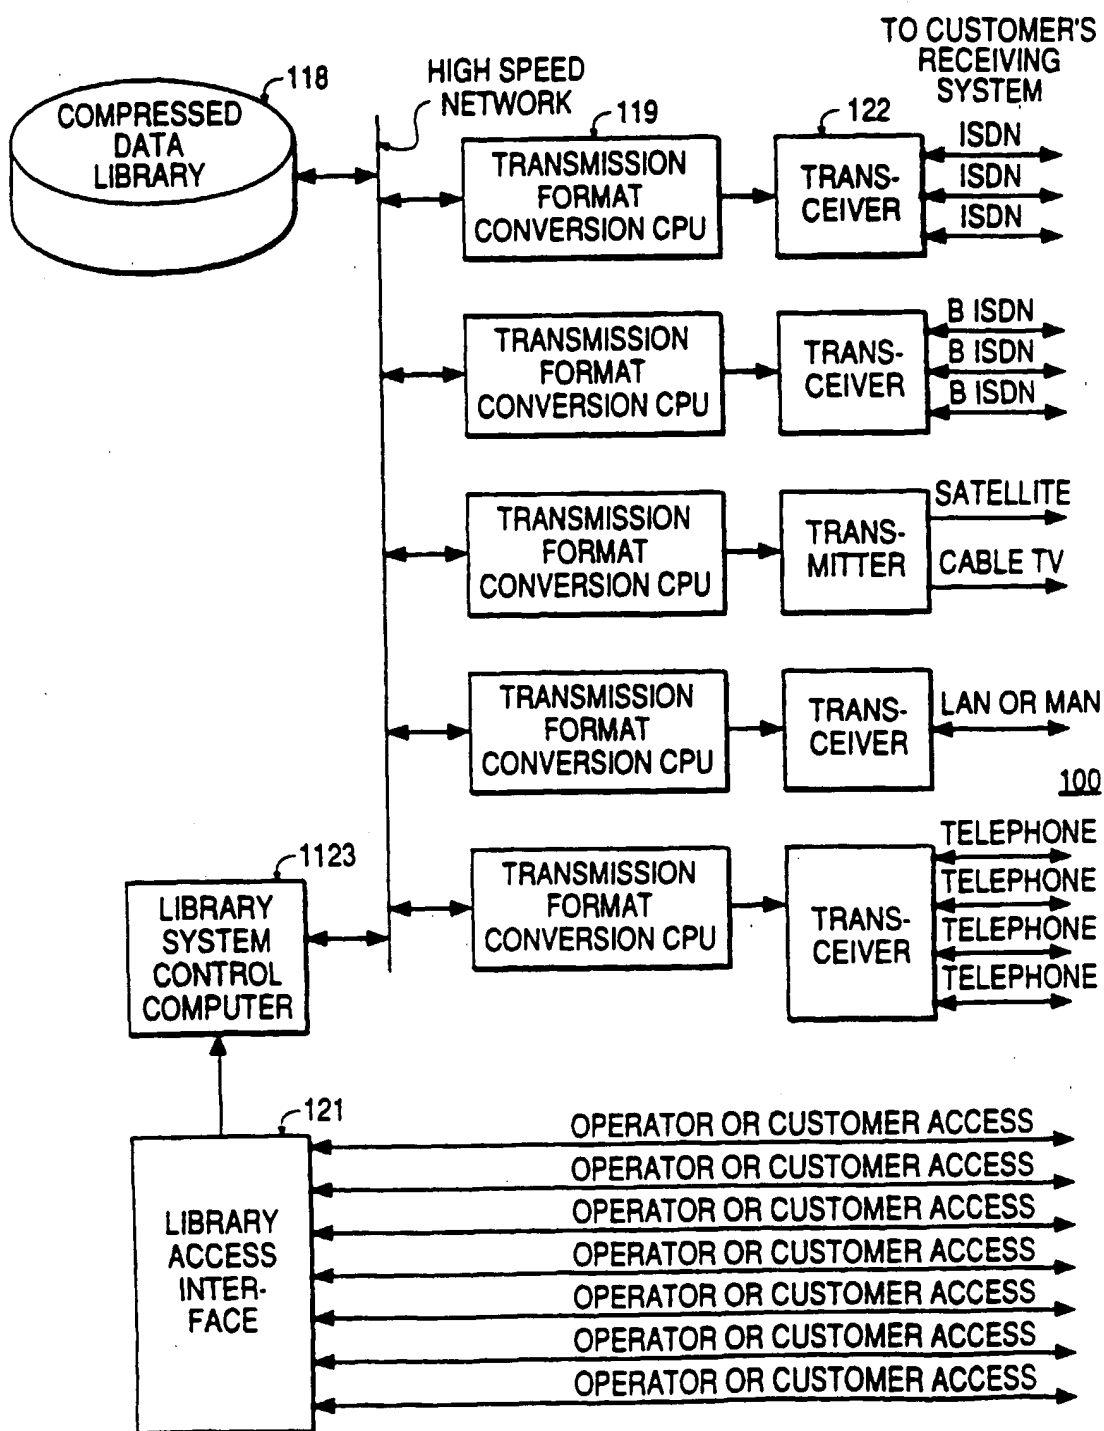 TO CUSTOMER'S
RECEIVING
SYSTEM
118
COMPRESSED
DATA
LIBRARY
HIGH SPEED
NETWORK
119
TRANSMISSION
FORMAT
CONVERSION CPU
122
TRANS-
CEIVER
ISDN
ISDN
ISDN
TRANSMISSION
FORMAT
CONVERSION CPU
TRANS-
CEIVER
B ISDN
B ISDN
B ISDN
TRANSMISSION
FORMAT
CONVERSION CPU
TRANS-
MITTER
SATELLITE
CABLE TV
TRANSMISSION
FORMAT
CONVERSION CPU
TRANS-
CEIVER
LAN OR MAN
100
TRANSMISSION
FORMAT
CONVERSION CPU
TRANS-
CEIVER
TELEPHONE
TELEPHONE
TELEPHONE
TELEPHONE
1123
LIBRARY
SYSTEM
CONTROL
COMPUTER
121
LIBRARY
ACCESS
INTER-
FACE
OPERATOR OR CUSTOMER ACCESS
OPERATOR OR CUSTOMER ACCESS
OPERATOR OR CUSTOMER ACCESS
OPERATOR OR CUSTOMER ACCESS
OPERATOR OR CUSTOMER ACCESS
OPERATOR OR CUSTOMER ACCESS
OPERATOR OR CUSTOMER ACCESS